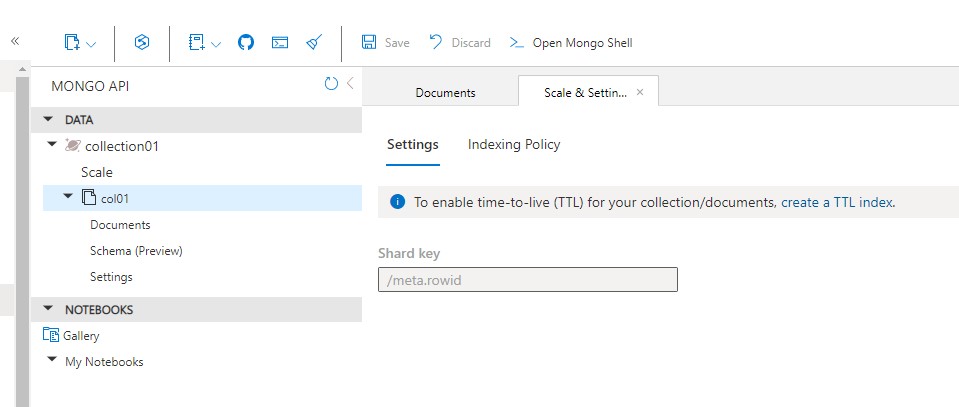 Save Discard Open Mongo Shell
MONGO API
DATA
collection01
Scale
col01
Documents
Schema (Preview)
Settings
NOTEBOOKS
Gallery
My Notebooks
Documents Scale & Settin...
Settings Indexing Policy
To enable time-to-live (TTL) for your collection/documents, create a TTL index.
Shard key
/meta.rowid